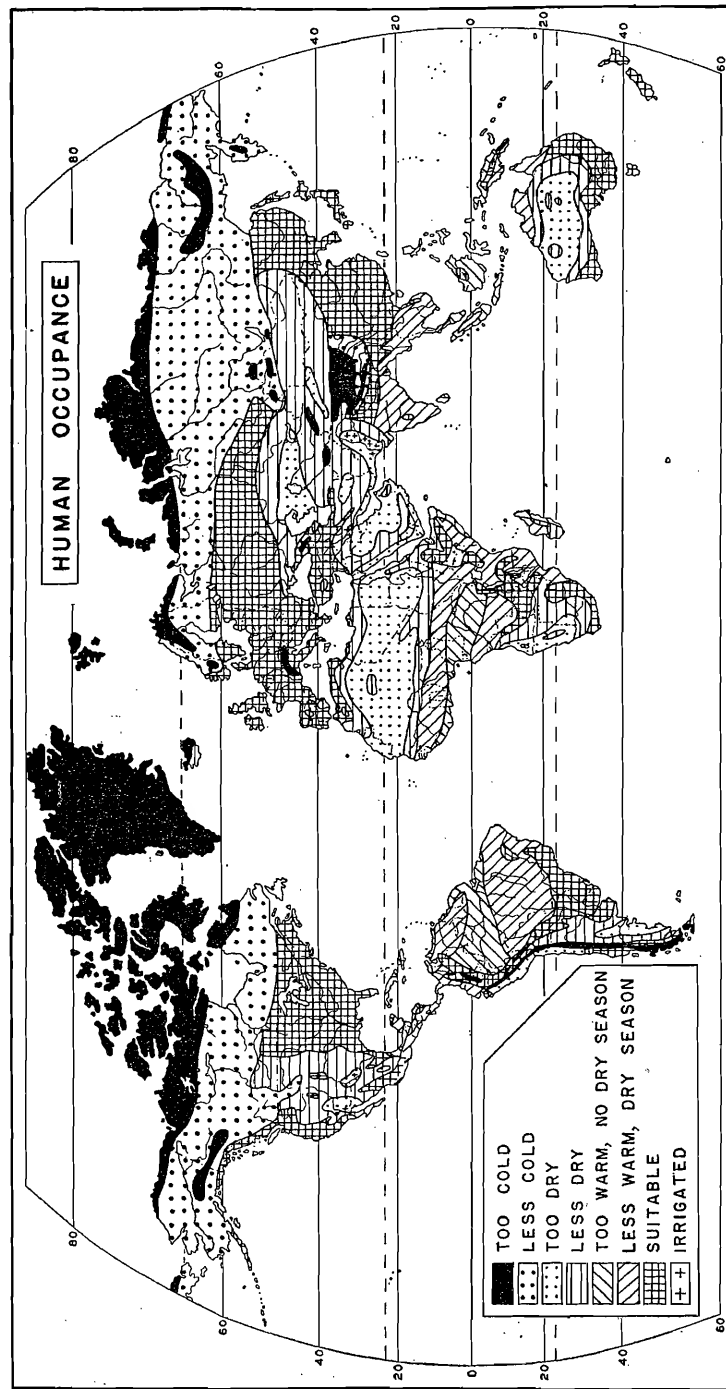 HUMAN OCCUPANCE
80
80
60
60
40
40
20
20
0
0
20
20
40
40
60
60
TOO COLD
LESS COLD
TOO DRY
LESS DRY
TOO WARM, NO DRY SEASON
LESS WARM, DRY SEASON
SUITABLE
IRRIGATED